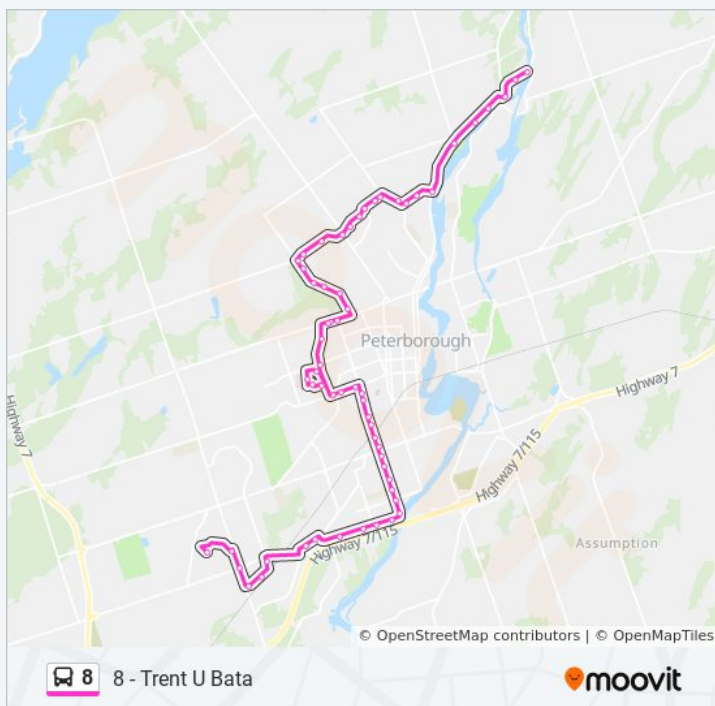 Peterborough
Highway 7
Highway 7
Highway 7/115
Highway 7/115
Assumption
© OpenStreetMap contributors | © OpenMapTiles
8
8 - Trent U Bata
moovit